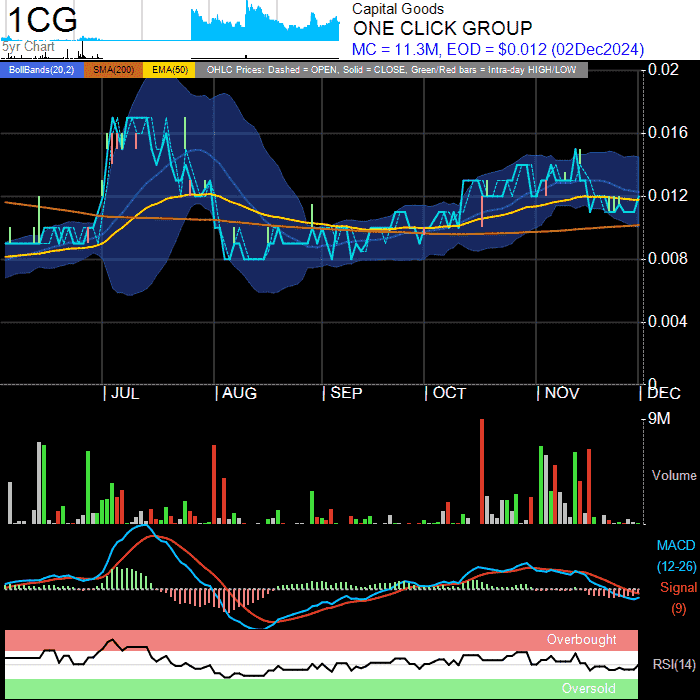 1CG
5yr Chart
Capital Goods
ONE CLICK GROUP
MC = 11.3M, EOD = $0.012 (02Dec2024)
BollBands(20,2) SMA(200) EMA(50) OHLC Prices: Dashed = OPEN, Solid = CLOSE, Green/Red bars = Intra-day HIGH/LOW
0.02
0.016
0.012
0.008
0.004
0
JUL AUG SEP OCT NOV DEC
9M
Volume
MACD
(12-26)
Signal
(9)
Overbought
RSI(14)
Oversold